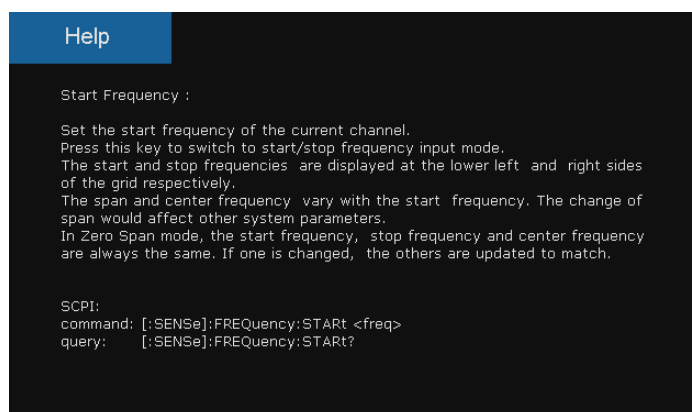 Help
Start Frequency :
Set the start frequency of the current channel.
Press this key to switch to start/stop frequency input mode.
The start and stop frequencies are displayed at the lower left and right sides
of the grid respectively.
The span and center frequency vary with the start frequency. The change of
span would affect other system parameters.
In Zero Span mode, the start frequency, stop frequency and center frequency
are always the same. If one is changed, the others are updated to match.
SCPI:
command: [:SENSe]:FREQuency:STARt <freq>
query: [:SENSe]:FREQuency:STARt?